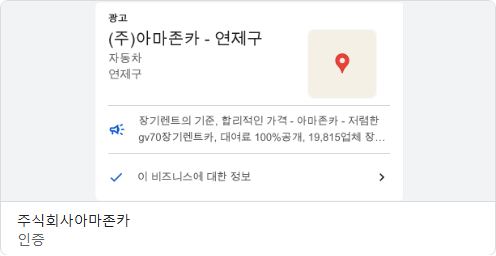 광고
(주)아마존카 - 연제구
자동차
연제구
장기렌트의 기준, 합리적인 가격 - 아마존카 - 저렴한
gv70장기렌트카, 대여료 100%공개, 19,815업체 장...
이 비즈니스에 대한 정보
주식회사아마존카
인증